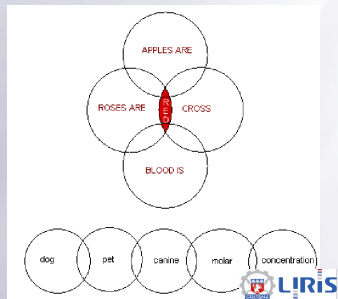 APPLES ARE
ROSES ARE RED CROSS
BLOOD IS
dog pet canine molar concentration
LIRIS